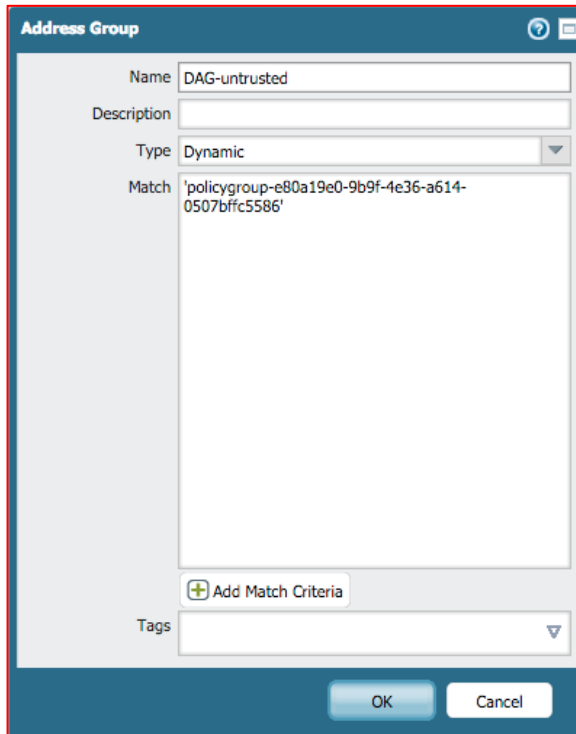 Address Group
Name DAG-untrusted
Description
Type Dynamic
Match 'policygroup-e80a19e0-9b9f-4e36-a614-
0507bffc5586'
Add Match Criteria
Tags
OK Cancel